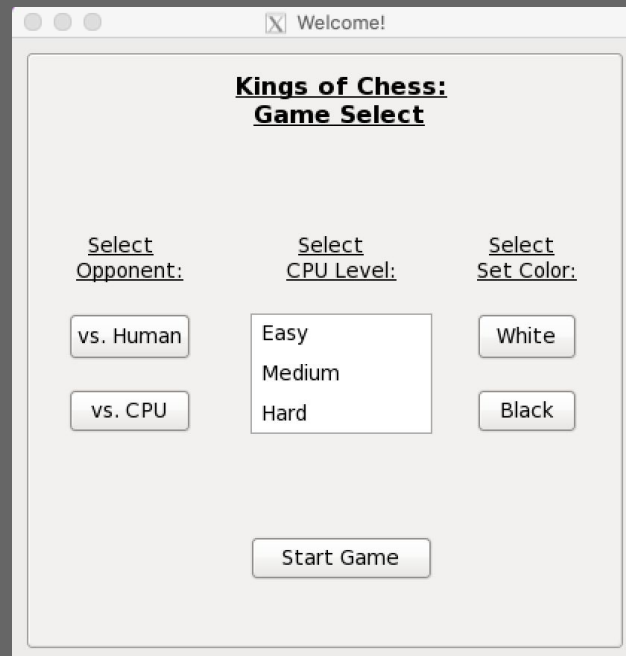 Welcome!
Kings of Chess:
Game Select
Select
Opponent:
vs. Human
vs. CPU
Select
CPU Level:
Easy
Medium
Hard
Select
Set Color:
White
Black
Start Game